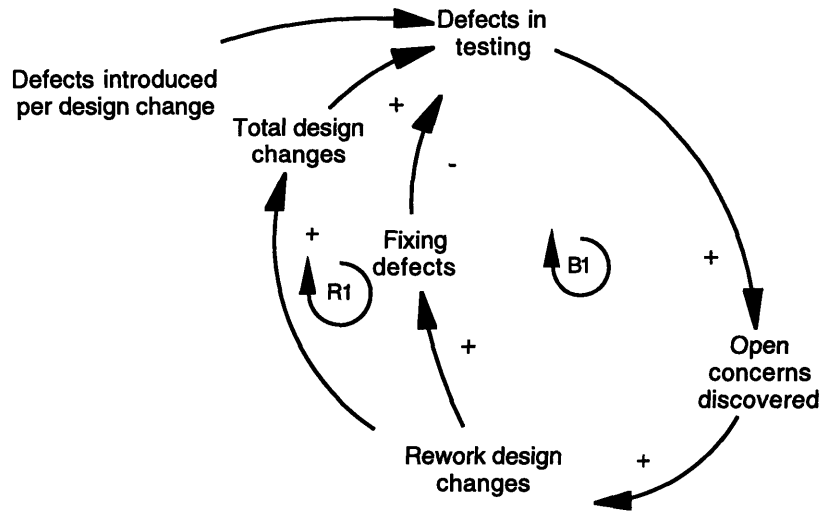 Defects in
testing
Defects introduced
per design change
+
Total design
changes
-
+
Fixing
defects
R1
B1
+
+
Open
concerns
discovered
Rework design
changes
+